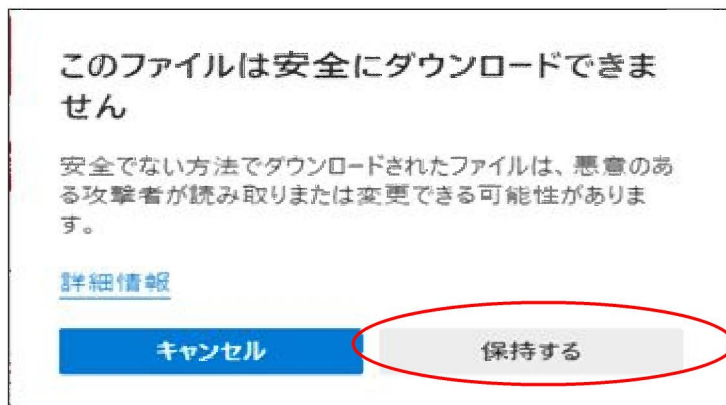 このファイルは安全にダウンロードできま
せん
安全でない方法でダウンロードされたファイルは、悪意のあ
る攻撃者が読み取りまたは変更できる可能性がありま
す。
詳細情報
キャンセル 保持する